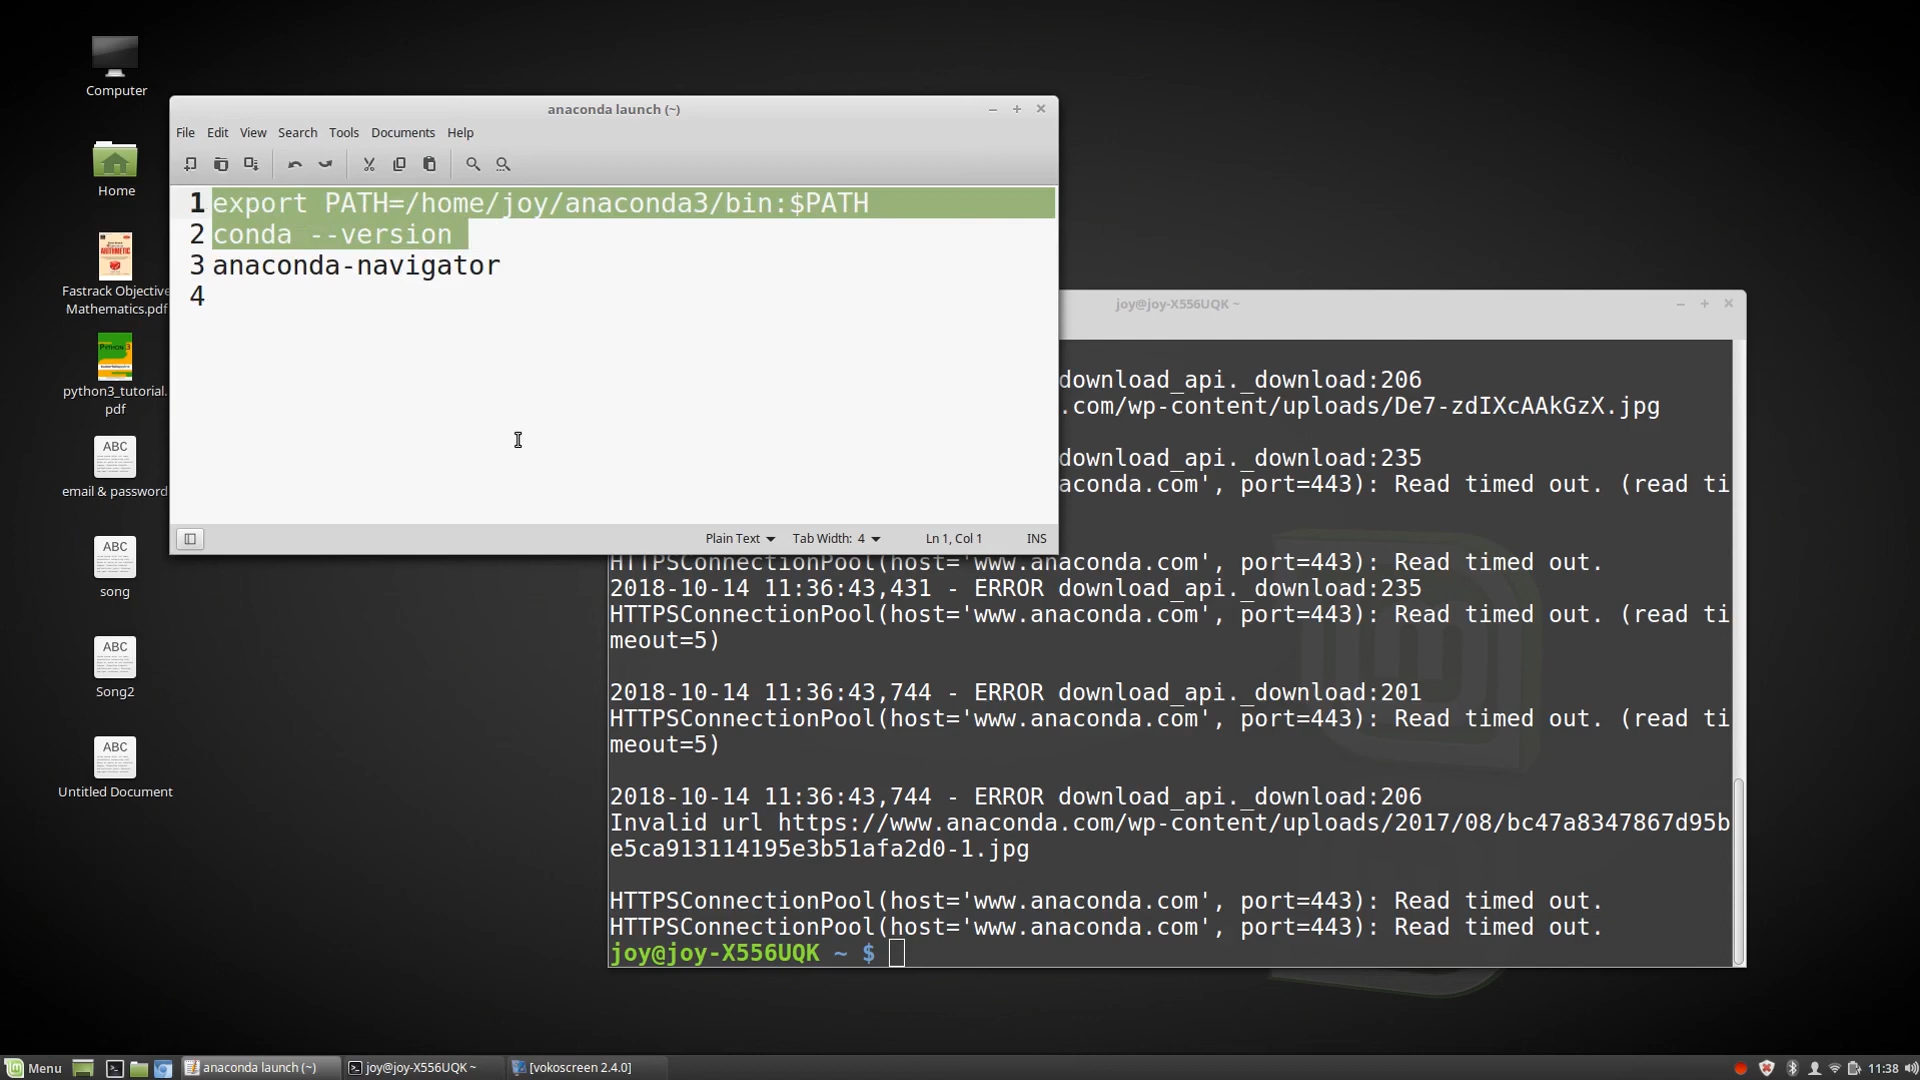 Computer
Home
Fastrack Objective
Mathematics.pdf
PYTHON 3
python3_tutorial.
pdf
ABC
email & password
ABC
song
ABC
Song2
ABC
Untitled Document
anaconda launch (~)
File Edit View Search Tools Documents Help
1 export PATH=/home/joy/anaconda3/bin:$PATH
2 conda --version
3 anaconda-navigator
4
Plain Text Tab Width: 4 Ln 1, Col 1 INS
joy@joy-X556UQK ~
download_api._download:206
.com/wp-content/uploads/De7-zdIXcAAkGzX.jpg
download_api._download:235
aconda.com', port=443): Read timed out. (read ti
HTTPSConnectionPool(host='www.anaconda.com', port=443): Read timed out.
2018-10-14 11:36:43,431 - ERROR download_api._download:235
HTTPSConnectionPool(host='www.anaconda.com', port=443): Read timed out. (read ti
meout=5)
2018-10-14 11:36:43,744 - ERROR download_api._download:201
HTTPSConnectionPool(host='www.anaconda.com', port=443): Read timed out. (read ti
meout=5)
2018-10-14 11:36:43,744 - ERROR download_api._download:206
Invalid url https://www.anaconda.com/wp-content/uploads/2017/08/bc47a8347867d95b
e5ca913114195e3b51afa2d0-1.jpg
HTTPSConnectionPool(host='www.anaconda.com', port=443): Read timed out.
HTTPSConnectionPool(host='www.anaconda.com', port=443): Read timed out.
joy@joy-X556UQK ~ $
Menu anaconda launch (~) joy@joy-X556UQK ~ [vokoscreen 2.4.0] 11:38